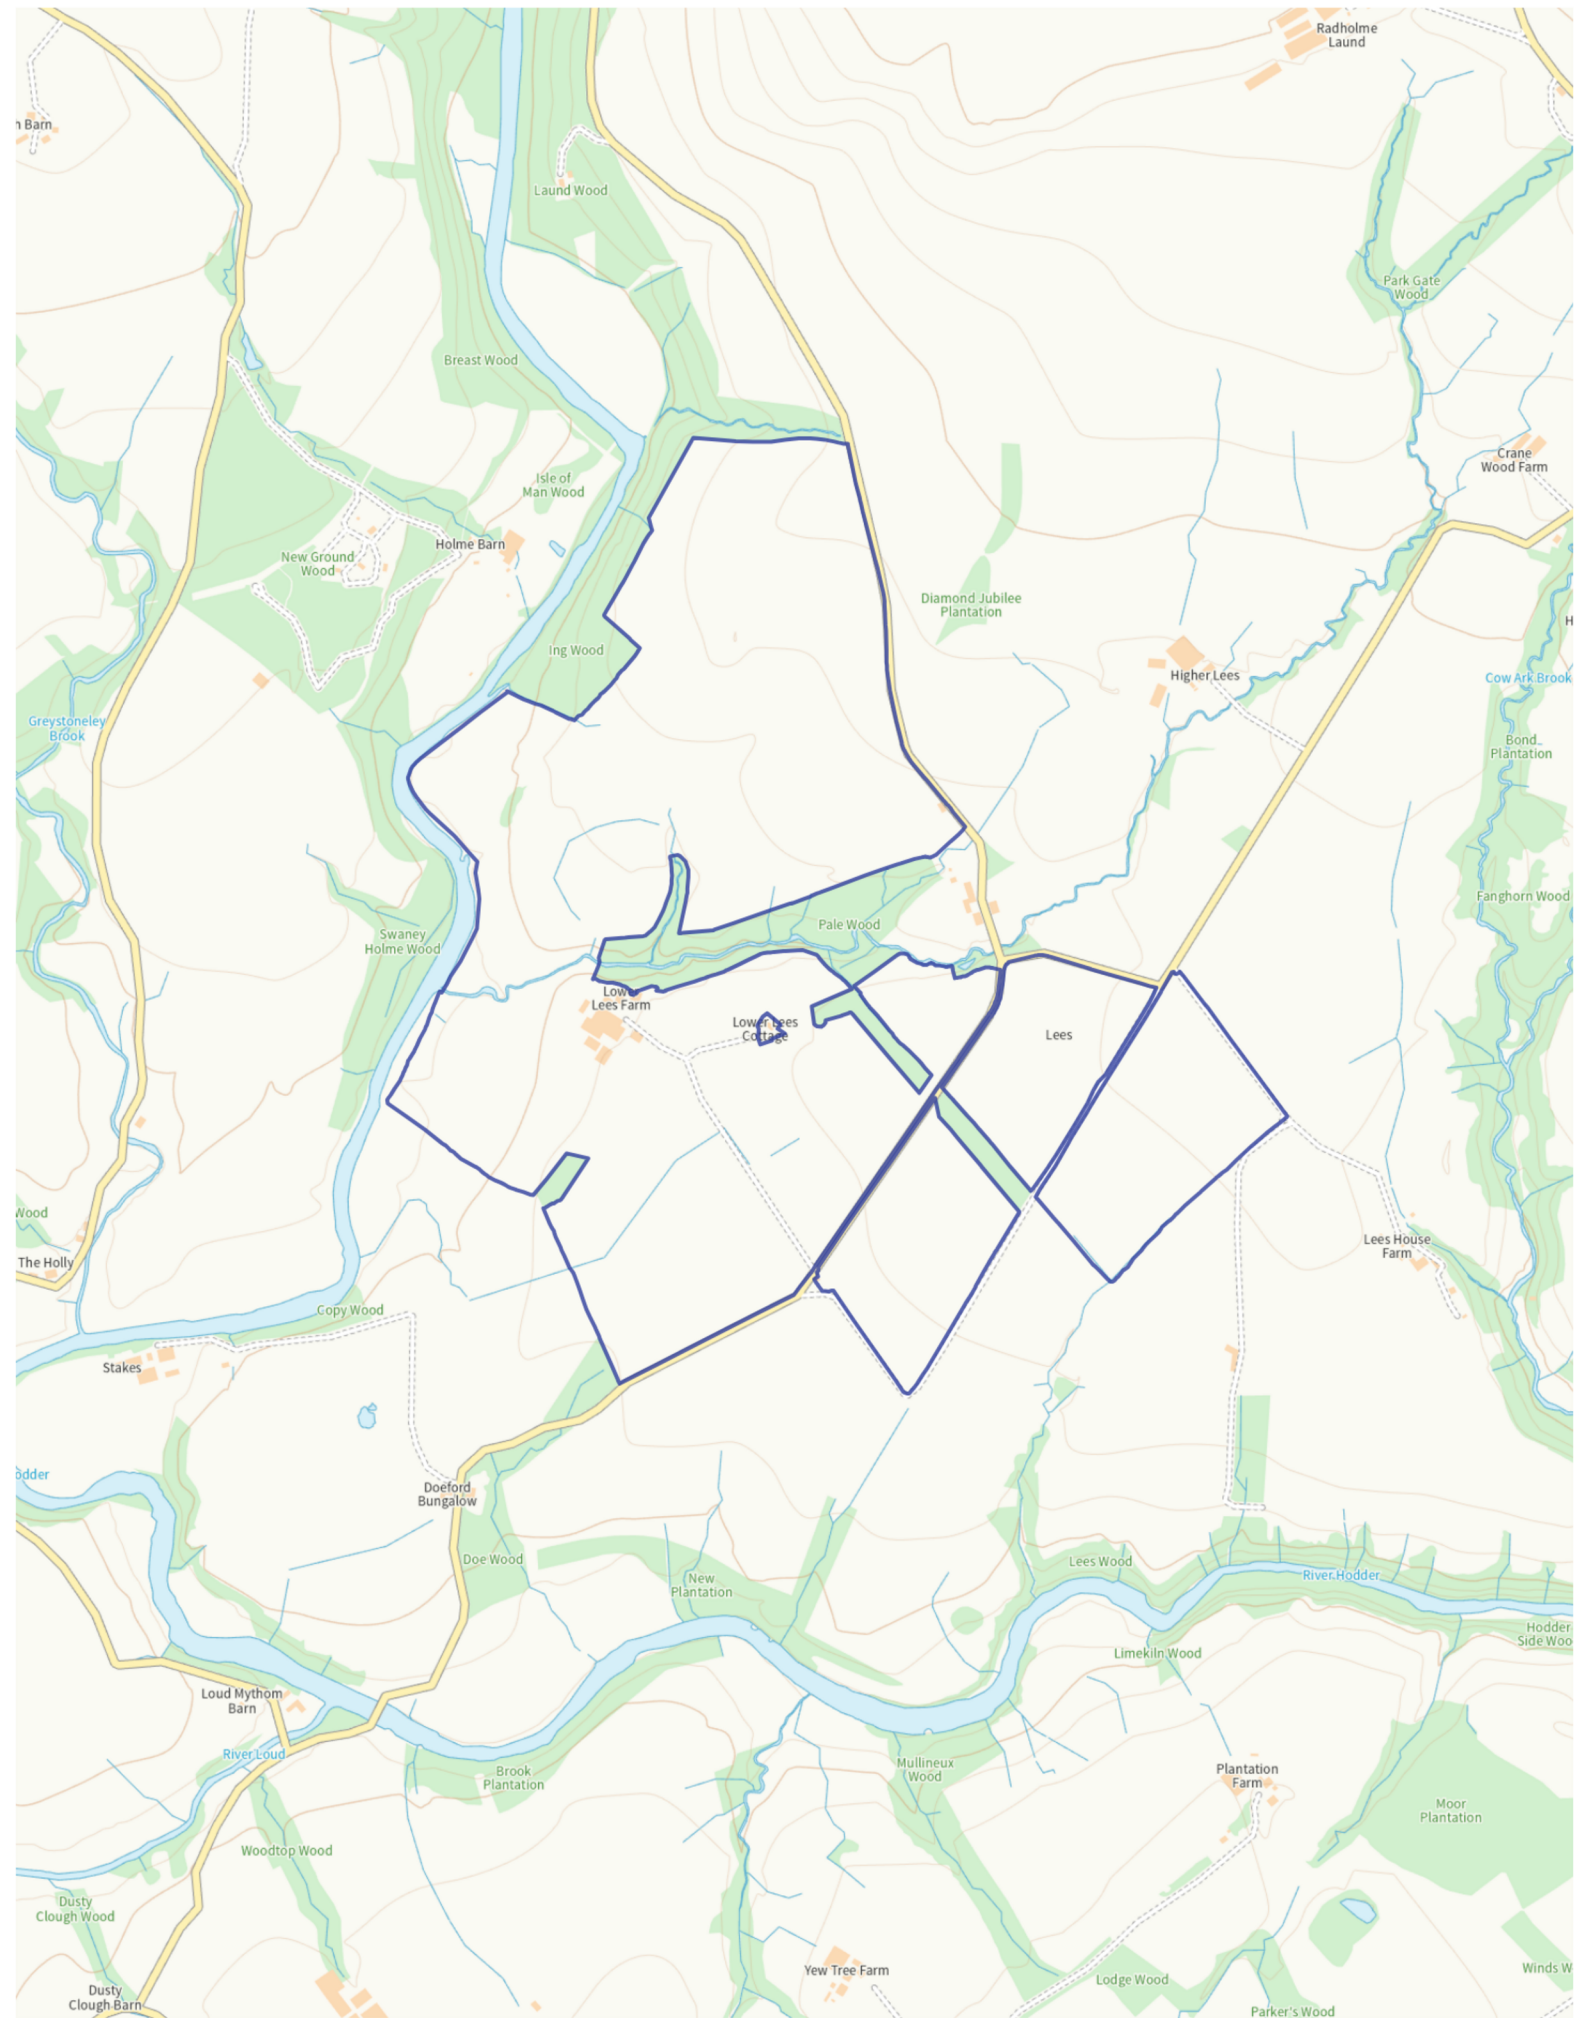 Radholme
Laund
h Barn
Laund Wood
Park Gate
Wood
Breast Wood
Crane
Wood Farm
Isle of
Man Wood
Holme Barn
New Ground
Wood
Diamond Jubilee
Plantation
H
Ing Wood
Higher Lees
Cow Ark Brook
Greystoneley
Brook
Bond
Plantation
Fanghorn Wood
Pale Wood
Swaney
Holme Wood
Lower
Lees Farm
Lower Lees
Cottage
Lees
Wood
Lees House
Farm
The Holly
Copy Wood
Stakes
odder
Doeford
Bungalow
Doe Wood
Lees Wood
New
Plantation
River Hodder
Hodder
Side Woo
Limekiln Wood
Loud Mythom
Barn
River Loud
Mullineux
Wood
Plantation
Farm
Brook
Plantation
Moor
Plantation
Woodtop Wood
Dusty
Clough Wood
Yew Tree Farm
Winds W
Lodge Wood
Dusty
Clough Barn
Parker's Wood